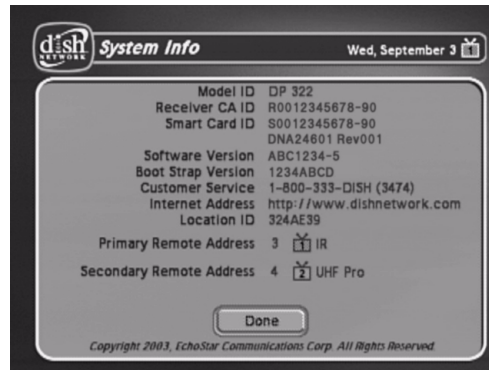 dish
NETWORK
System Info
Wed, September 3 1
Model ID DP 322
Receiver CA ID R0012345678-90
Smart Card ID S0012345678-90
DNA24601 Rev001
Software Version ABC1234-5
Boot Strap Version 1234ABCD
Customer Service 1-800-333-DISH (3474)
Internet Address http://www.dishnetwork.com
Location ID 324AE39
Primary Remote Address 3 1 IR
Secondary Remote Address 4 2 UHF Pro
Done
Copyright 2003, EchoStar Communications Corp. All Rights Reserved.